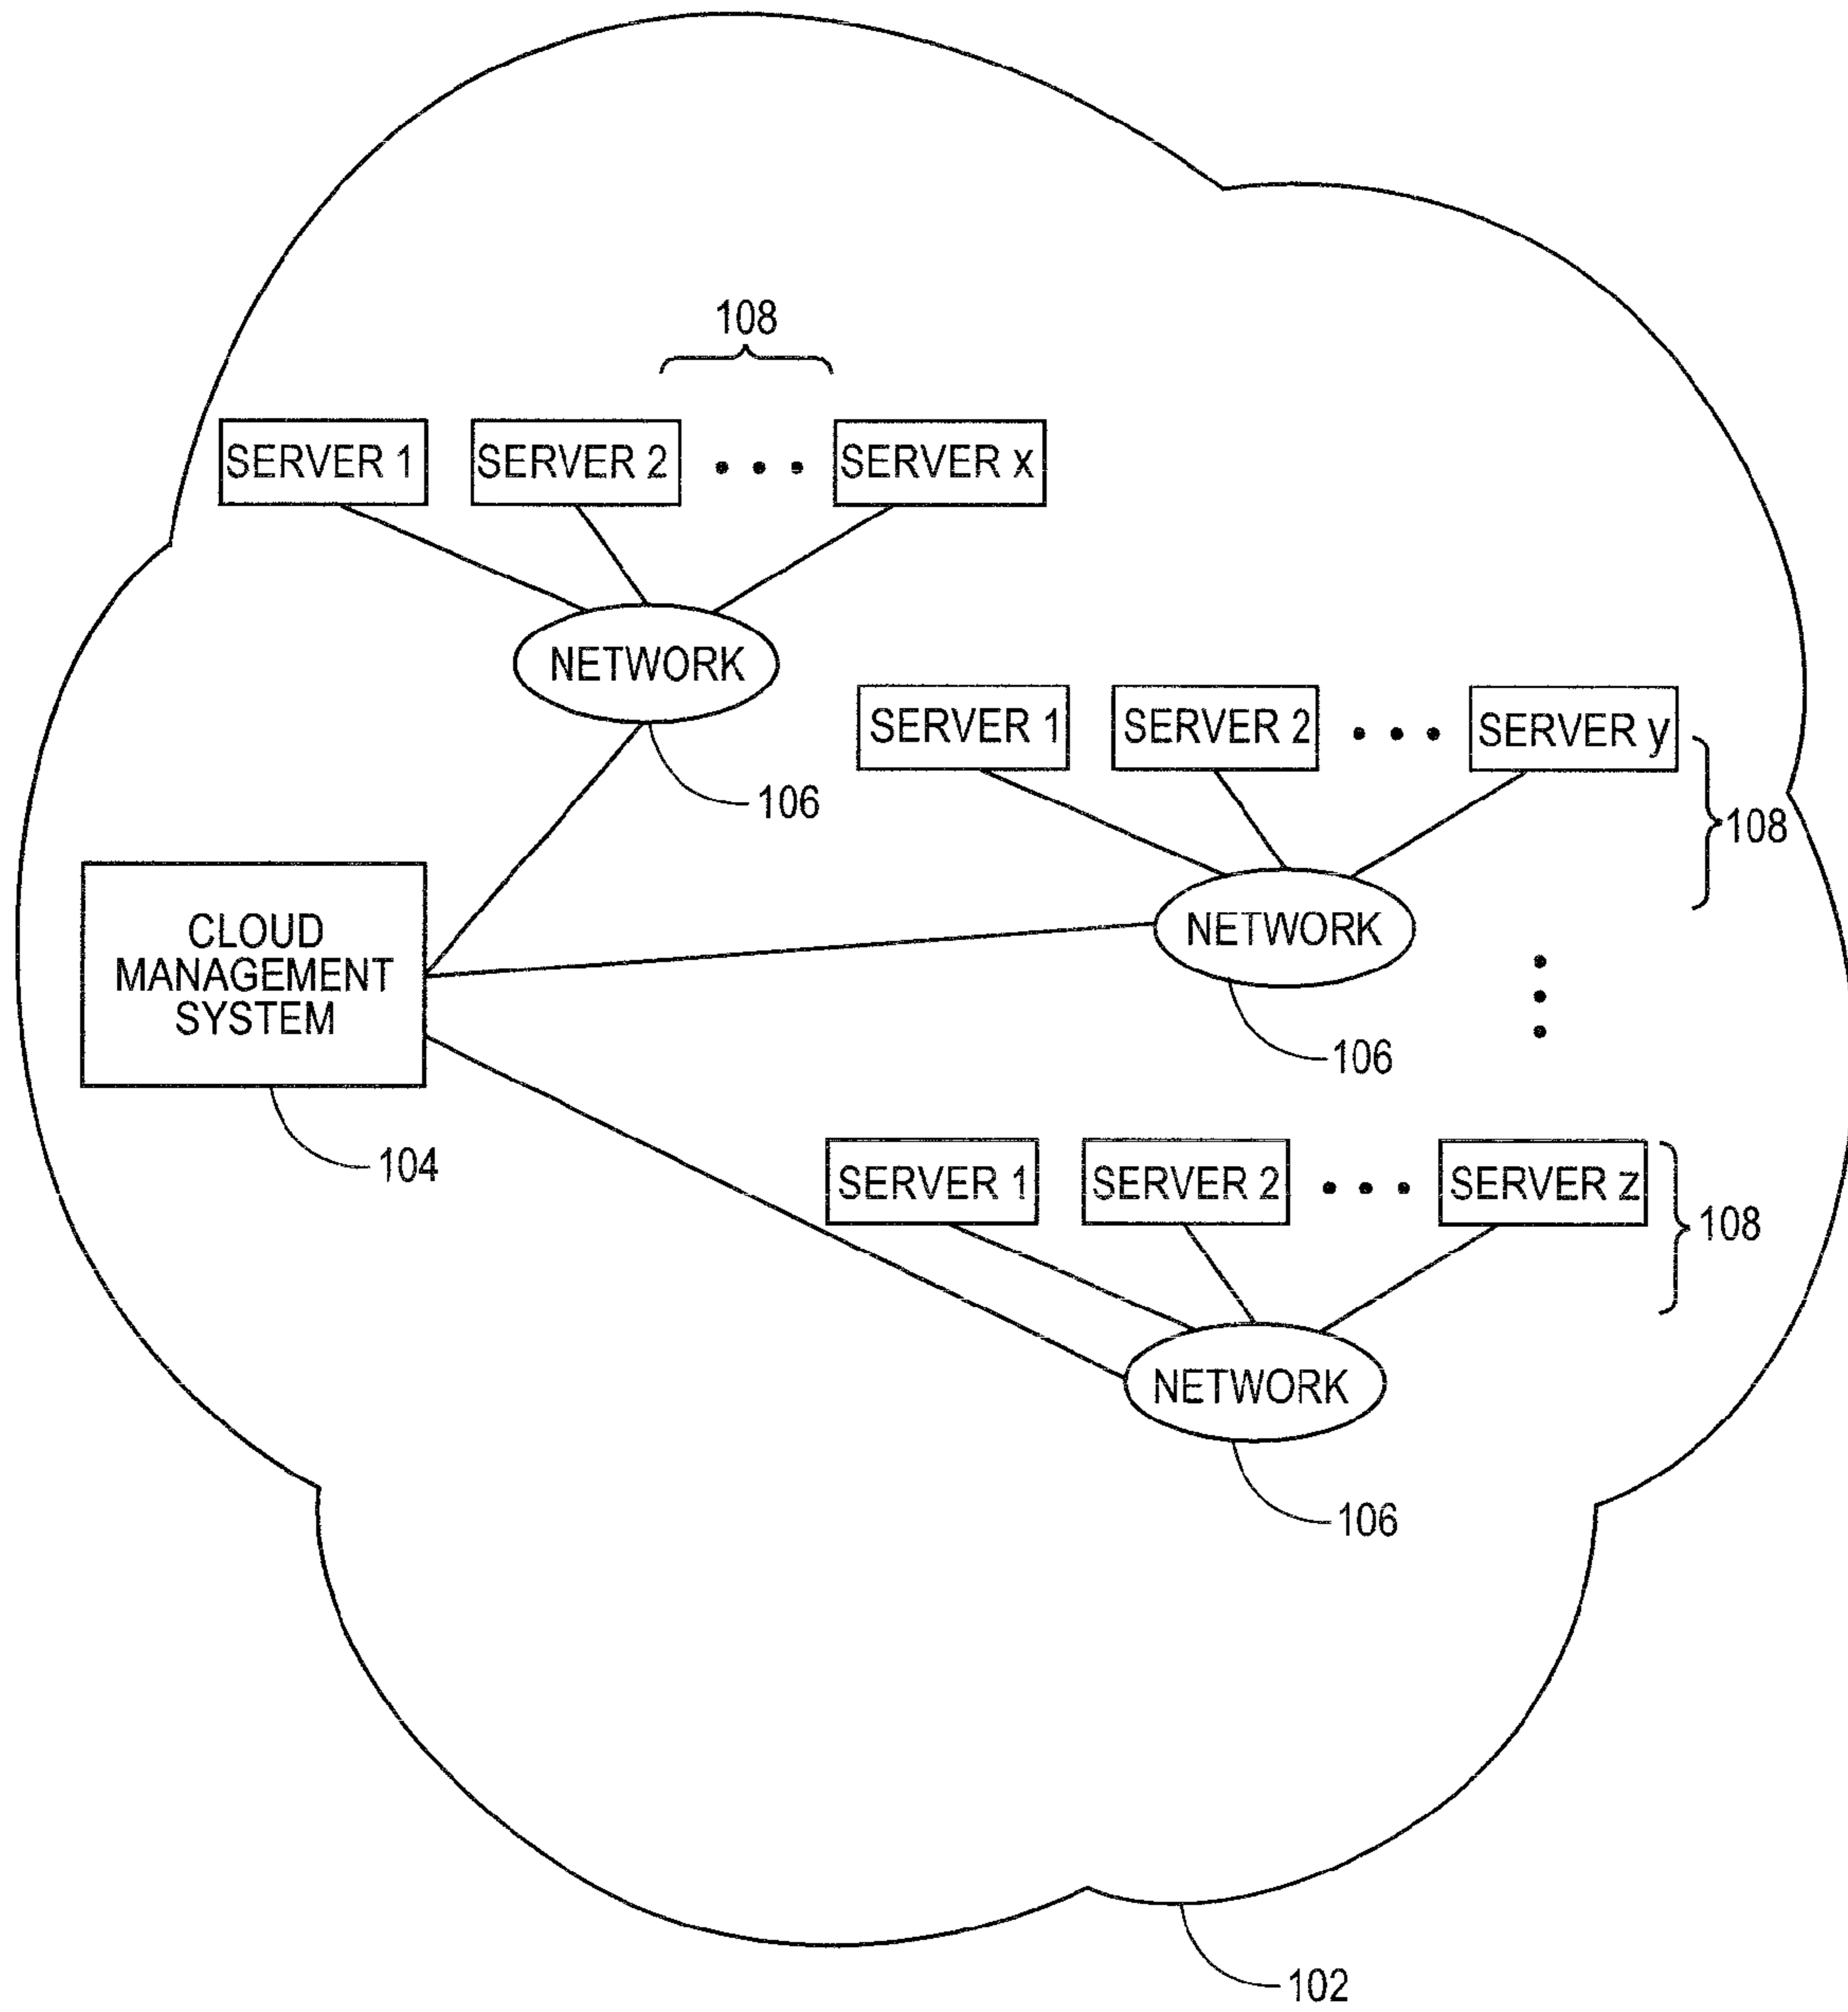 108
SERVER 1 SERVER 2 • • • SERVER x
NETWORK
106
SERVER 1 SERVER 2 • • • SERVER y
108
NETWORK
106
CLOUD
MANAGEMENT
SYSTEM
104
SERVER 1 SERVER 2 • • • SERVER z
108
NETWORK
106
102